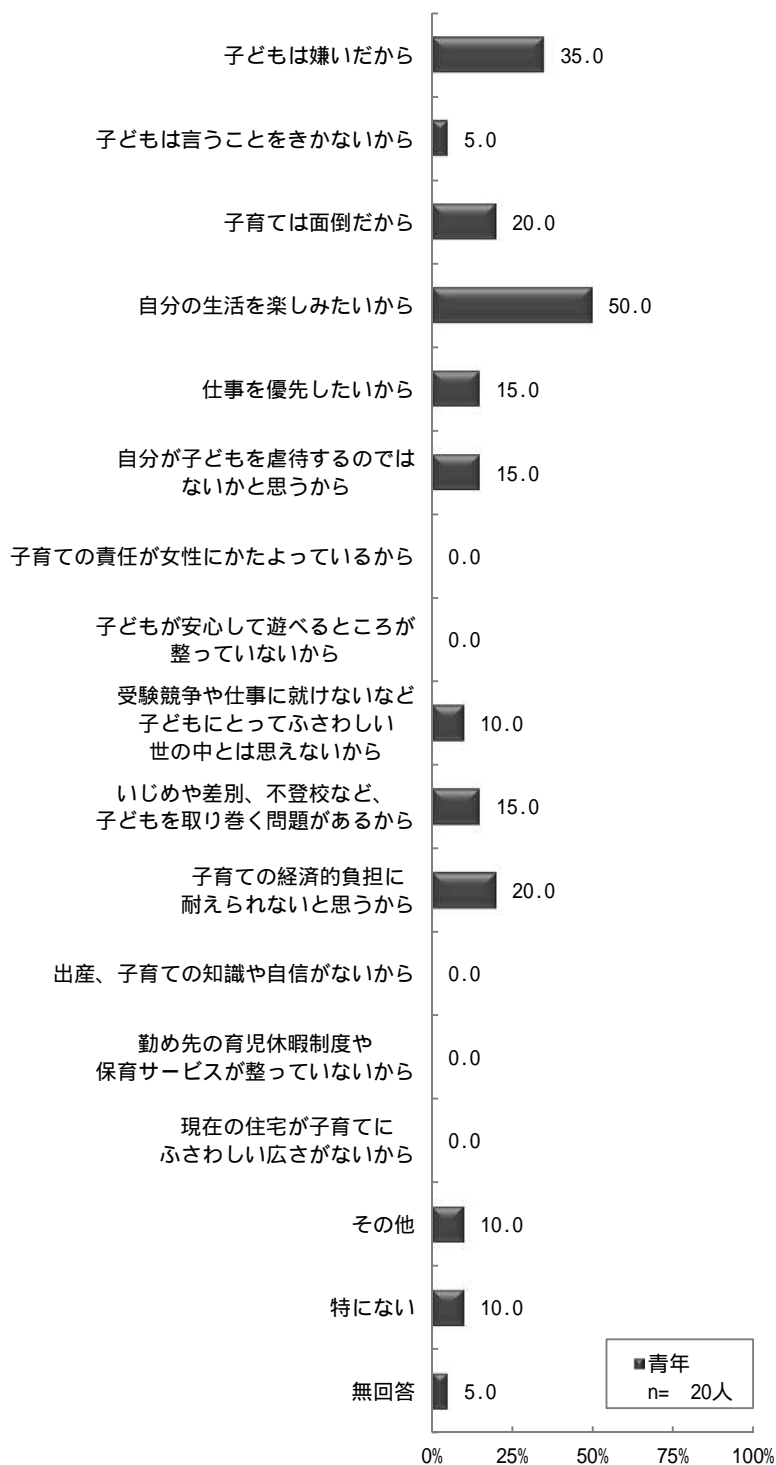 子どもは嫌いだから
35.0
子どもは言うことをきかないから
5.0
子育ては面倒だから
20.0
自分の生活を楽しみたいから
50.0
仕事を優先したいから
15.0
自分が子どもを虐待するのでは
ないかと思うから
15.0
子育ての責任が女性にかたよっているから
0.0
子どもが安心して遊べるところが
整っていないから
0.0
受験競争や仕事に就けないなど
子どもにとってふさわしい
世の中とは思えないから
10.0
いじめや差別、不登校など、
子どもを取り巻く問題があるから
15.0
子育ての経済的負担に
耐えられないと思うから
20.0
出産、子育ての知識や自信がないから
0.0
勤め先の育児休暇制度や
保育サービスが整っていないから
0.0
現在の住宅が子育てに
ふさわしい広さがないから
0.0
その他
10.0
特にない
10.0
無回答
5.0
青年
n= 20人
0% 25% 50% 75% 100%